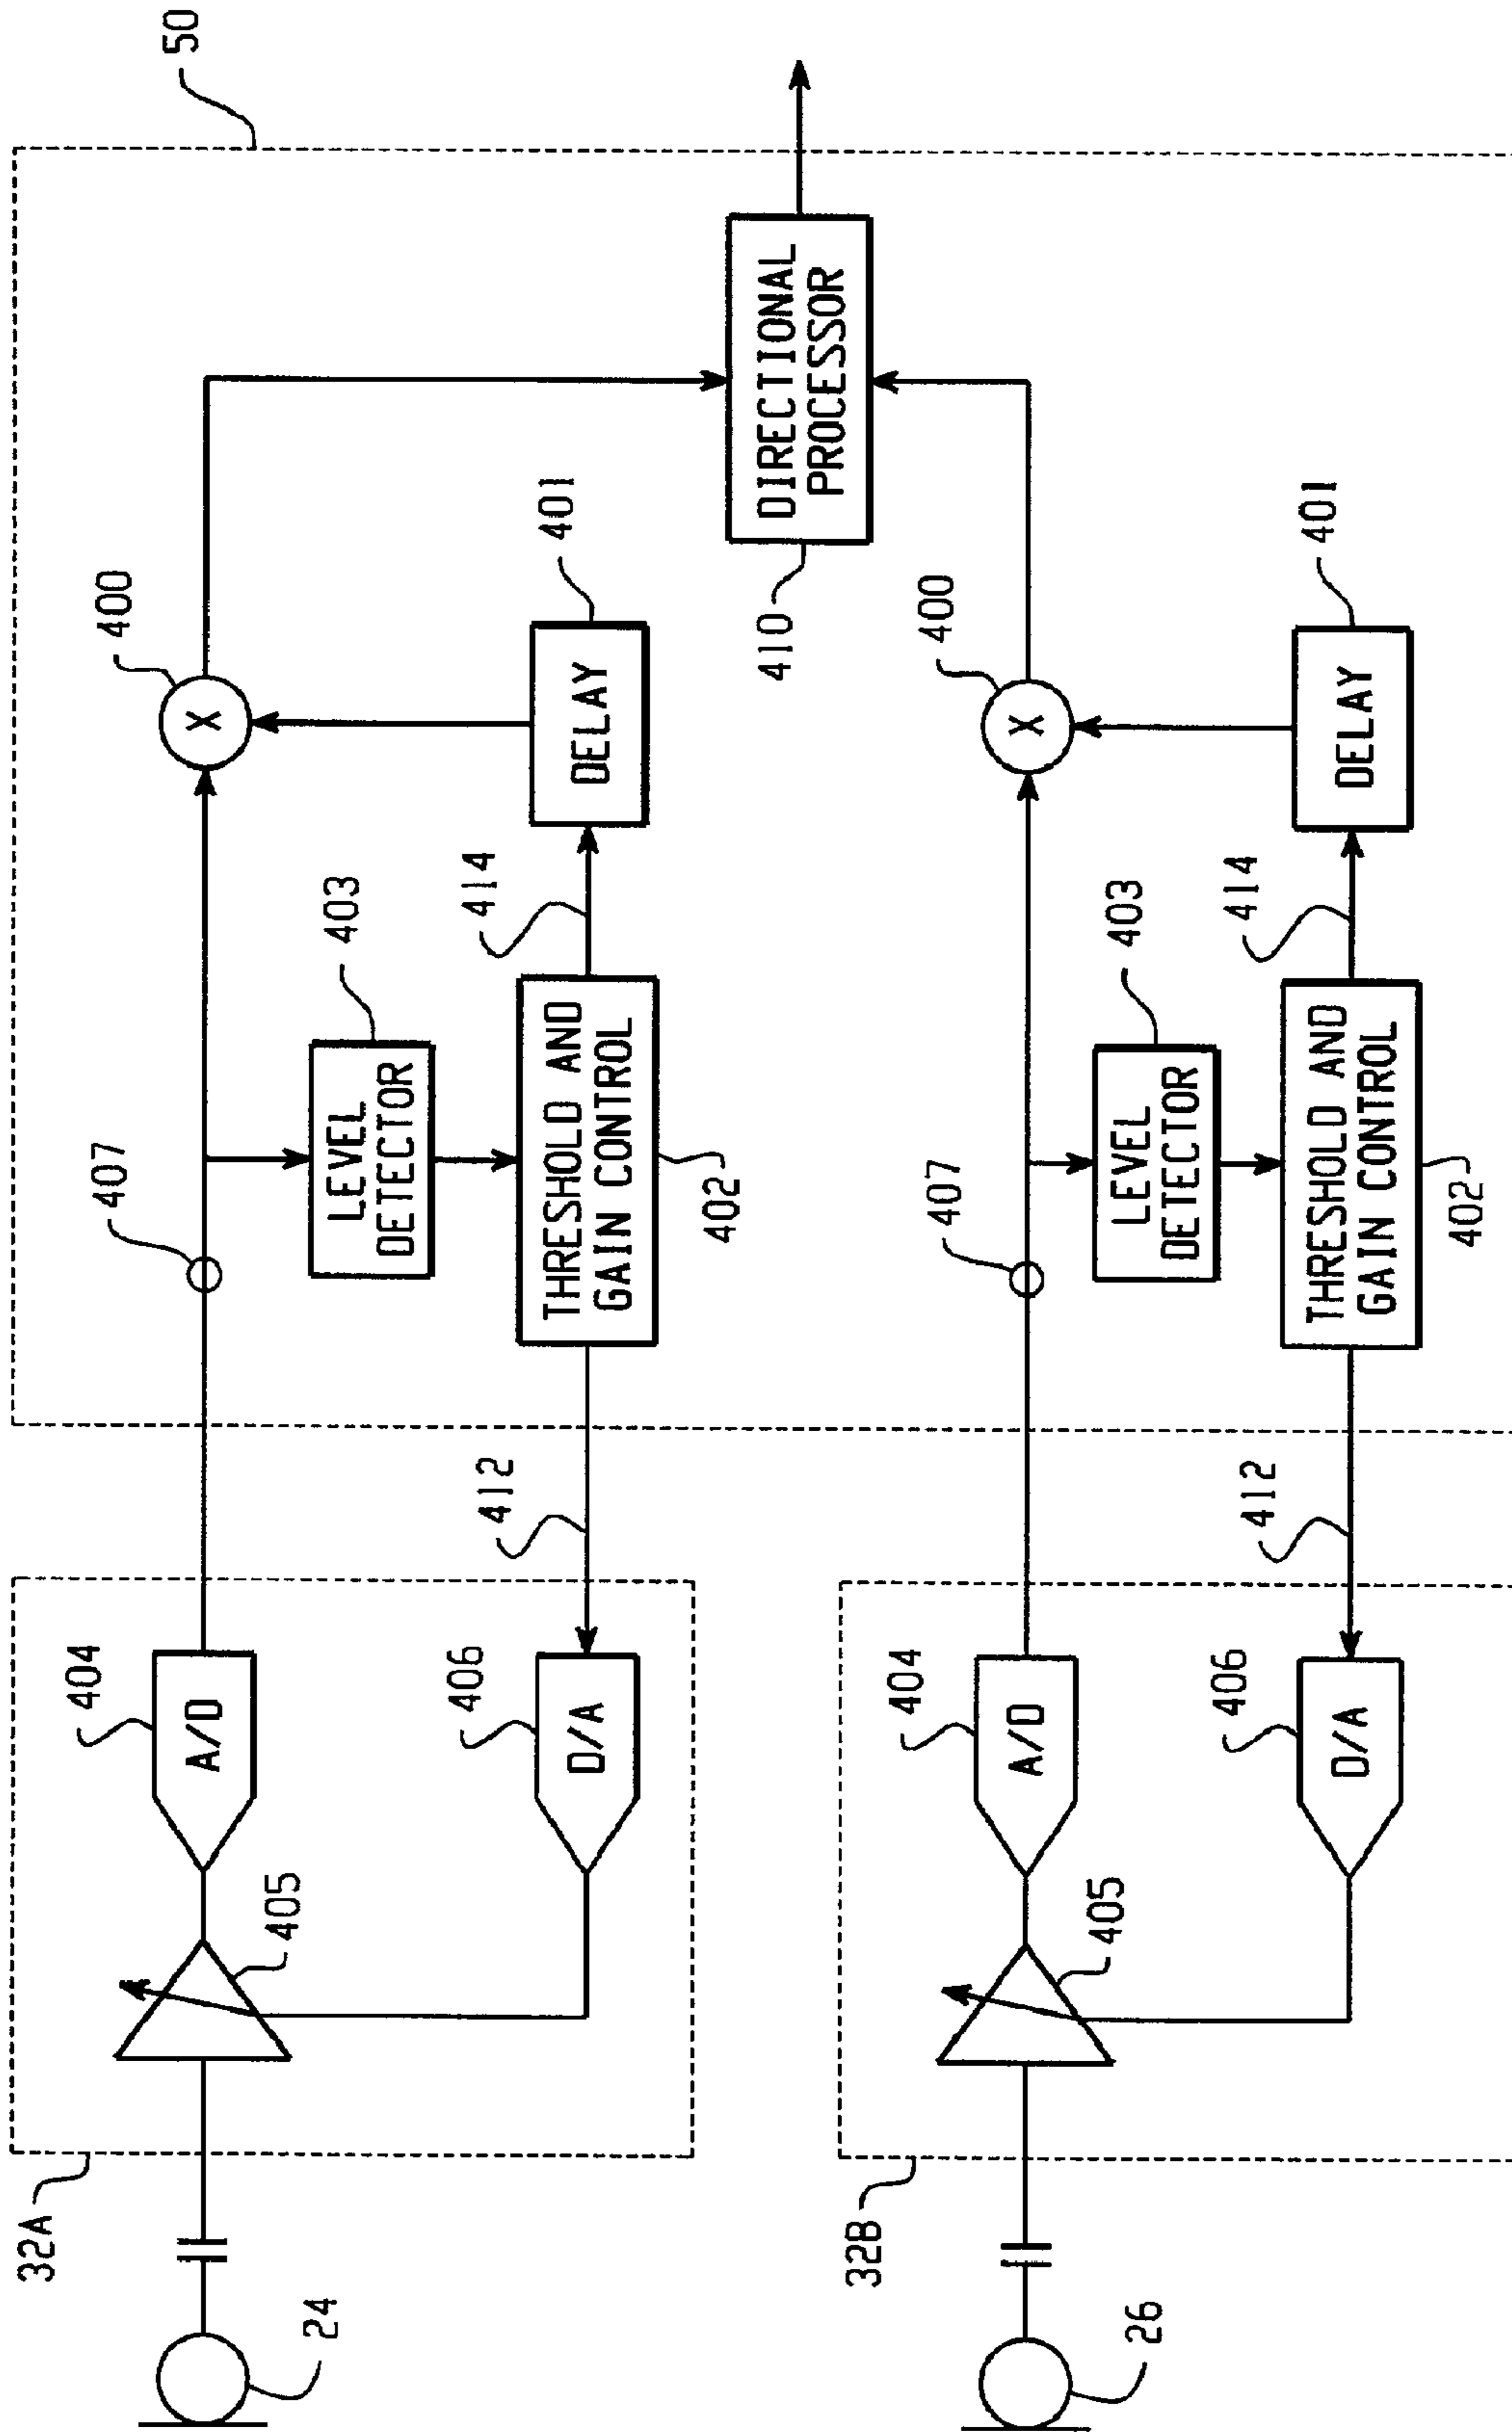 50
32A
24
405
404
A/D
406
D/A
412
407
LEVEL
DETECTOR
403
THRESHOLD AND
GAIN CONTROL
402
414
X
400
DELAY
401
DIRECTIONAL
PROCESSOR
410
32B
26
405
404
A/D
406
D/A
412
407
LEVEL
DETECTOR
403
THRESHOLD AND
GAIN CONTROL
402
414
X
400
DELAY
401